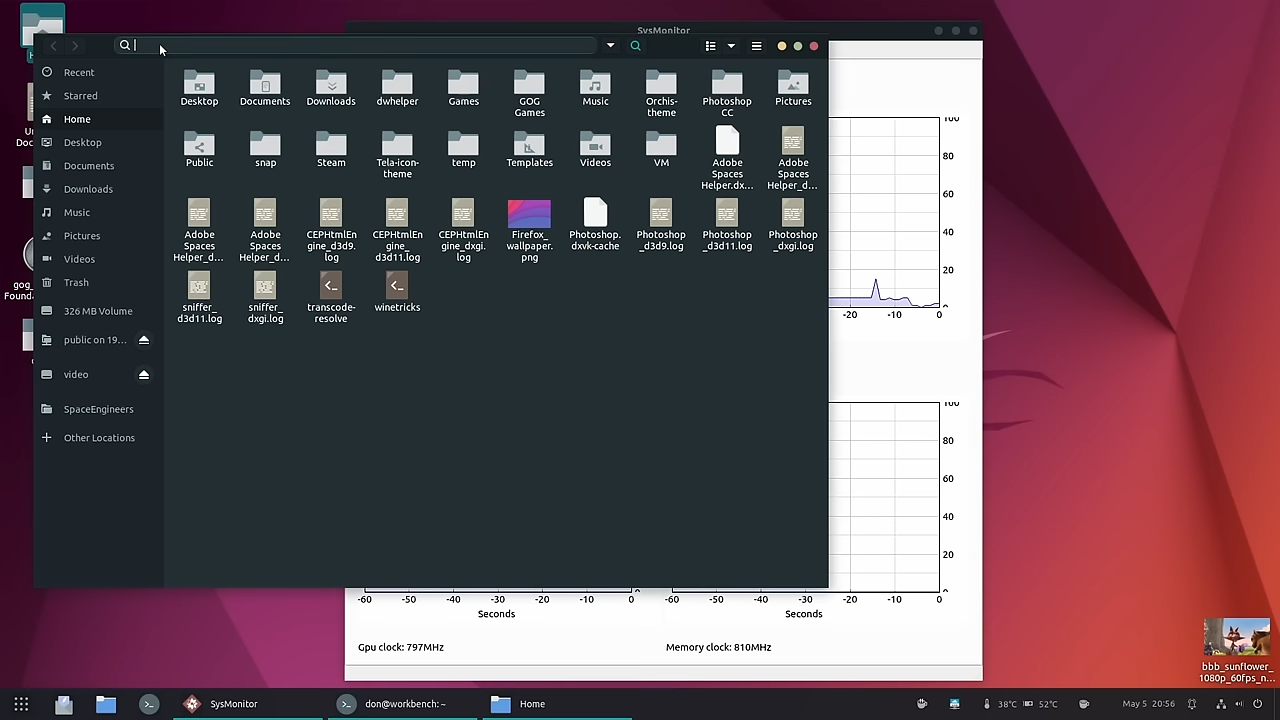 SysMonitor
Recent
Starred
Home
Desktop
Documents
Downloads
Music
Pictures
Videos
Trash
326 MB Volume
public on 19...
video
SpaceEngineers
Other Locations
Desktop
Documents
Downloads
dwhelper
Games
GOG
Games
Music
Orchis-
theme
Photoshop
CC
Pictures
Public
snap
Steam
Tela-icon-
theme
temp
Templates
Videos
VM
Adobe
Spaces
Helper.dx...
Adobe
Spaces
Helper_d...
Adobe
Spaces
Helper_d...
Adobe
Spaces
Helper_d...
CEPHtmlEn
gine_d3d9.
log
CEPHtmlEn
gine_
d3d11.log
CEPHtmlEn
gine_dxgi.
log
Firefox_
wallpaper.
png
Photoshop.
dxvk-cache
Photoshop
_d3d9.log
Photoshop
_d3d11.log
Photoshop
_dxgi.log
sniffer_
d3d11.log
sniffer_
dxgi.log
transcode-
resolve
winetricks
100
80
60
40
20
0
-20 -10 0
100
80
60
40
20
0
-60 -50 -40 -30 -20 -10 0
Seconds
-60 -50 -40 -30 -20 -10 0
Seconds
Gpu clock: 797MHz
Memory clock: 810MHz
bbb_sunflower_
1080p_60fps_n...
SysMonitor
don@workbench: ~
Home
38°C
52°C
May 5 20:56